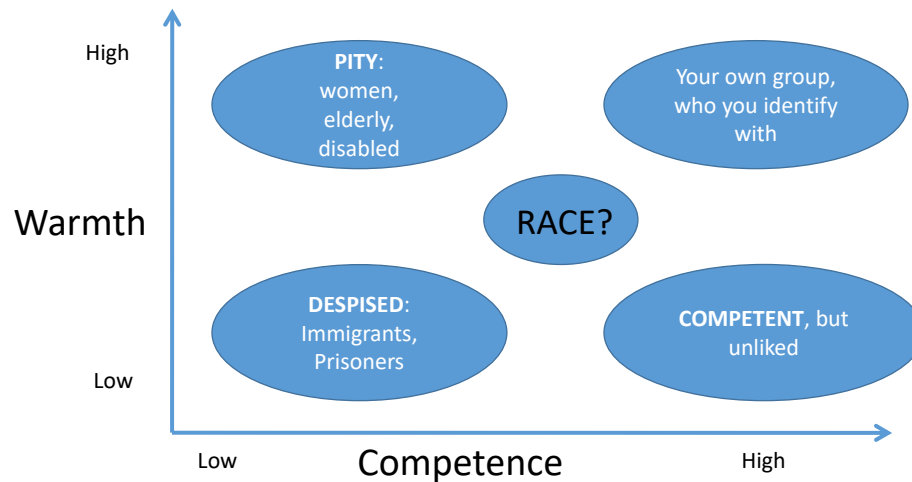 High
PITY:
women,
elderly,
disabled
Your own group,
who you identify
with
Warmth
RACE?
DESPISED:
Immigrants,
Prisoners
COMPETENT, but
unliked
Low
Low
Competence
High